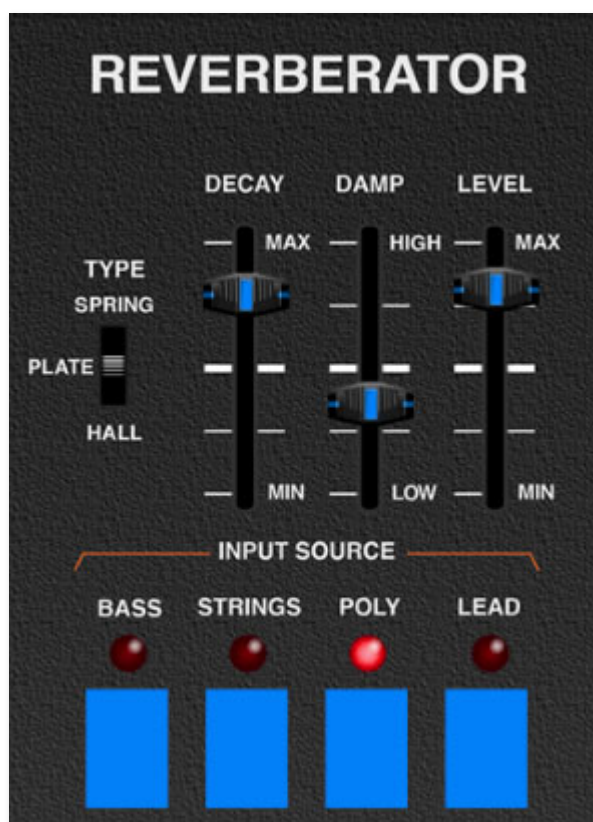 REVERBERATOR
DECAY DAMP LEVEL
MAX HIGH MAX
TYPE
SPRING
PLATE
HALL
MIN LOW MIN
INPUT SOURCE
BASS STRINGS POLY LEAD